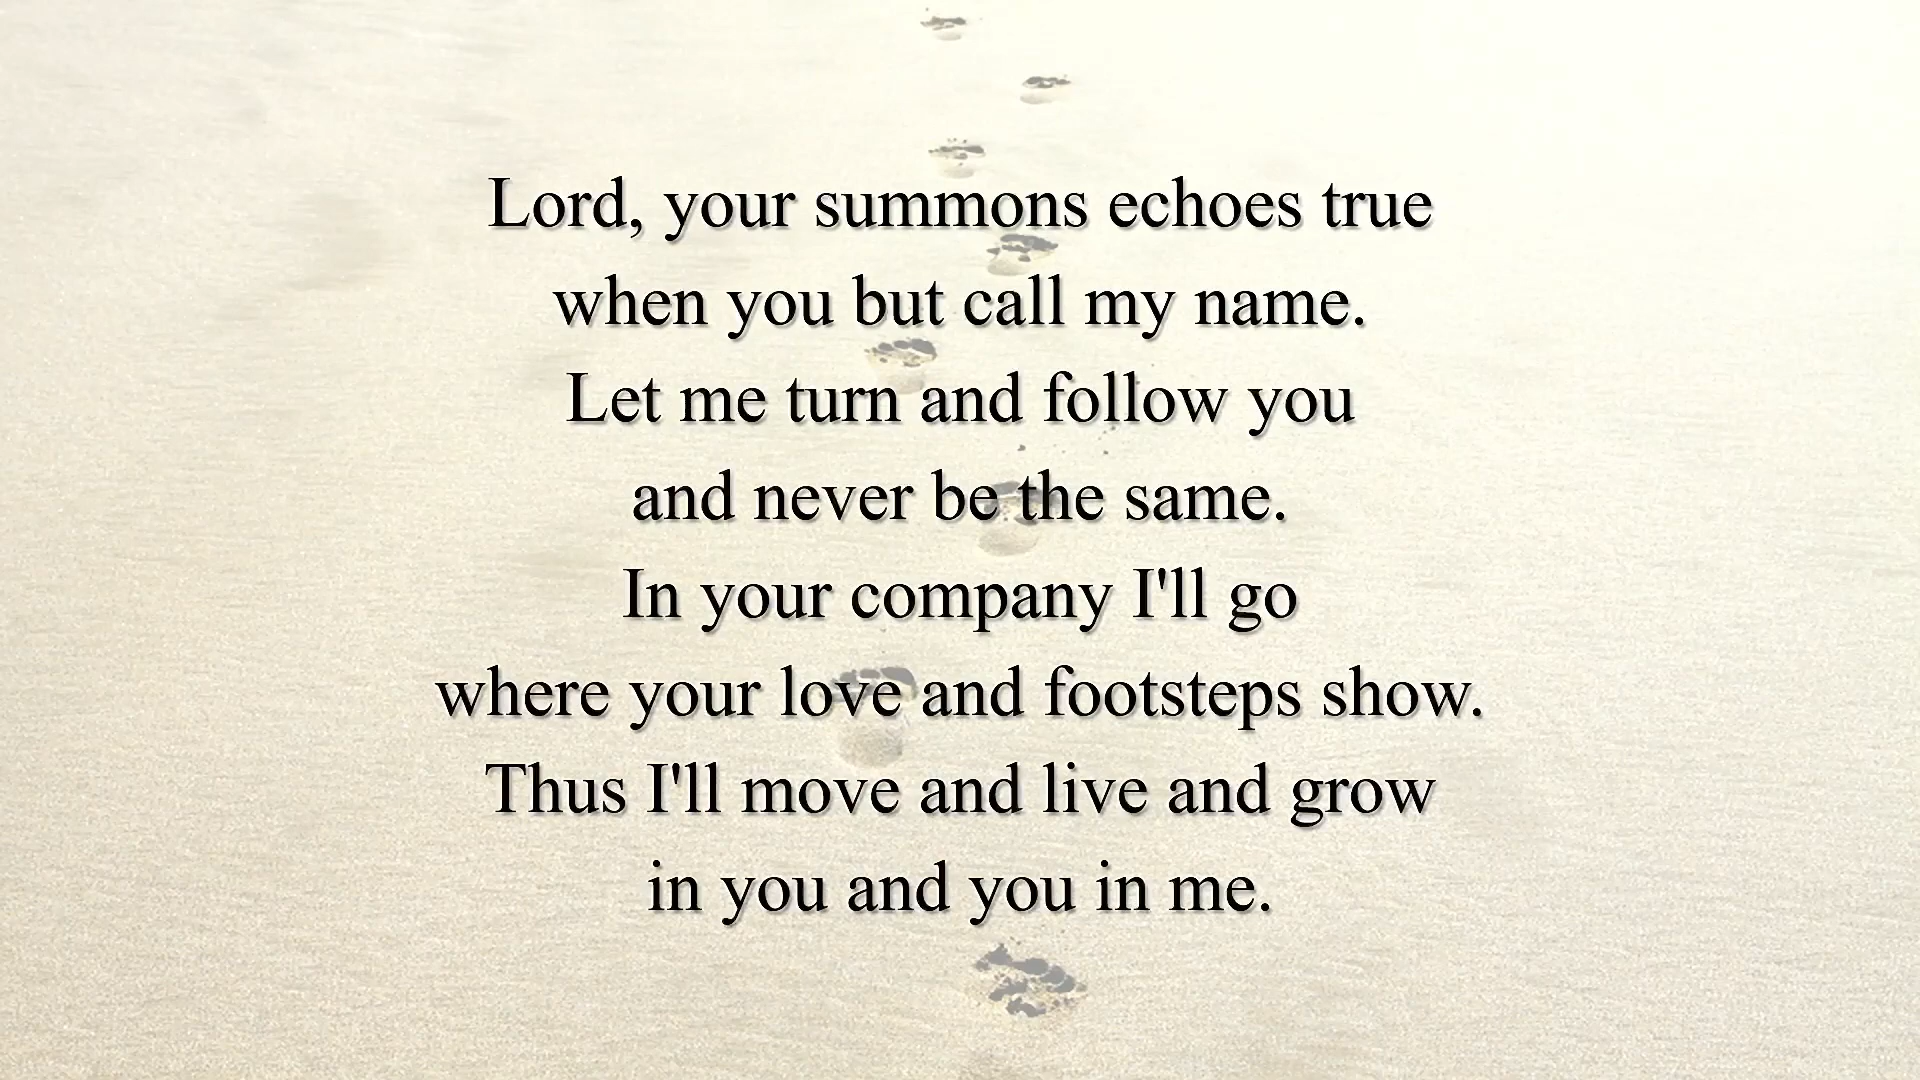 Lord, your summons echoes true
when you but call my name.
Let me turn and follow you
and never be the same.
In your company I'll go
where your love and footsteps show.
Thus I'll move and live and grow
in you and you in me.